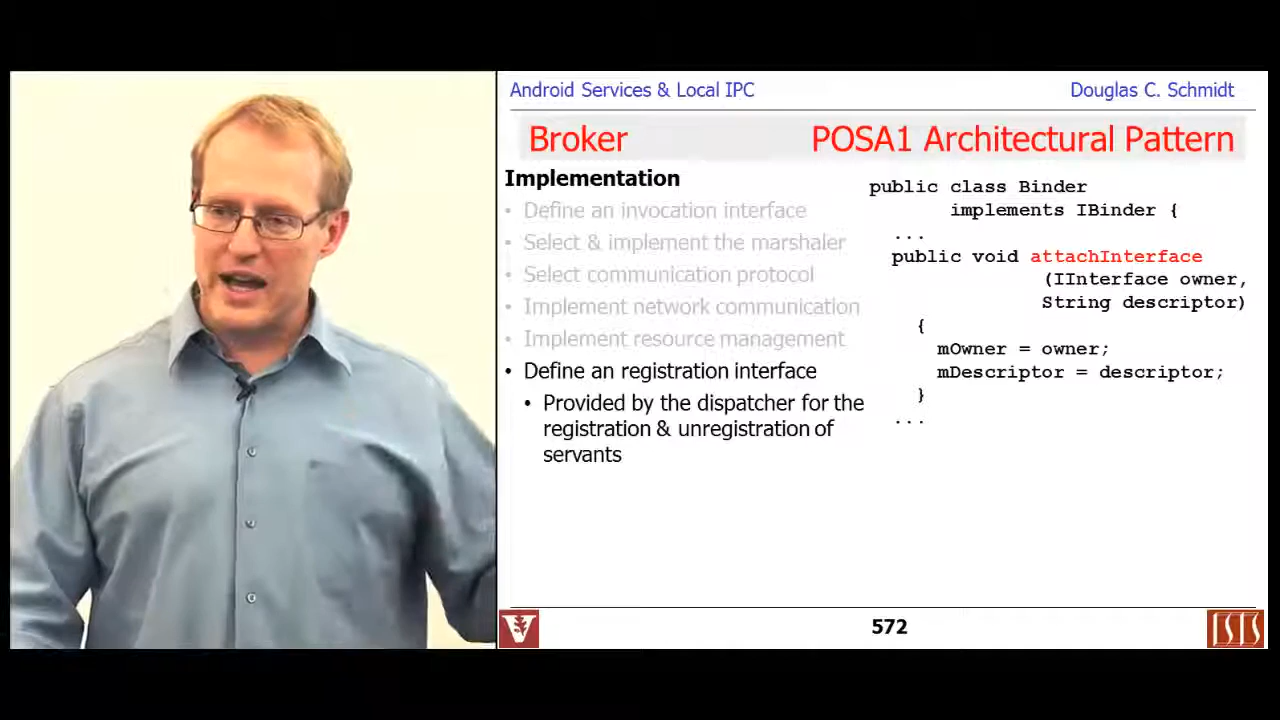 Android Services & Local IPC
Douglas C. Schmidt
Broker
POSA1 Architectural Pattern
Implementation
• Define an invocation interface
• Select & implement the marshaler
• Select communication protocol
• Implement network communication
• Implement resource management
• Define an registration interface
• Provided by the dispatcher for the
registration & unregistration of
servants
public class Binder
implements IBinder {
...
public void attachInterface
(IInterface owner,
String descriptor)
{
mOwner = owner;
mDescriptor = descriptor;
}
...
V
572
ISIS